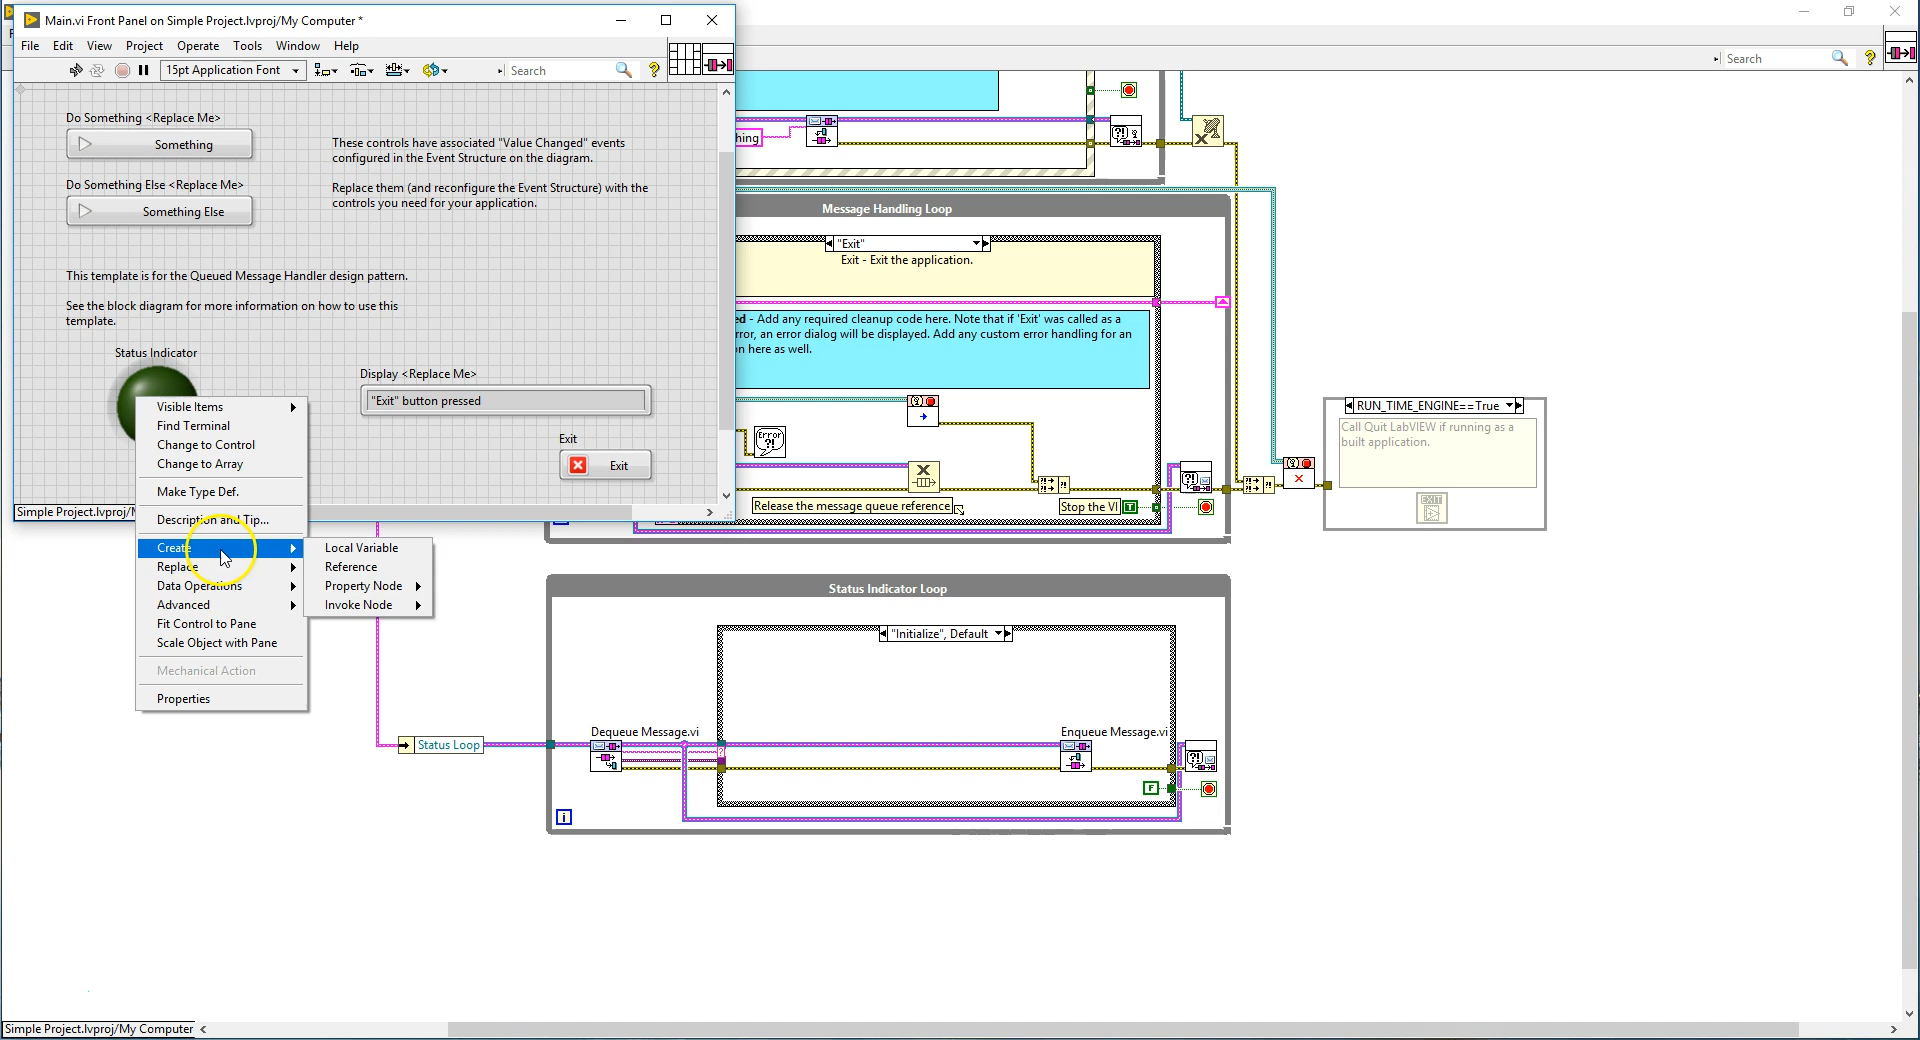 Main.vi Front Panel on Simple Project.lvproj/My Computer *
File Edit View Project Operate Tools Window Help
15pt Application Font
Search
?
Search
?
Do Something <Replace Me>
Something
These controls have associated "Value Changed" events
configured in the Event Structure on the diagram.
Do Something Else <Replace Me>
Something Else
Replace them (and reconfigure the Event Structure) with the
controls you need for your application.
This template is for the Queued Message Handler design pattern.
See the block diagram for more information on how to use this
template.
Status Indicator
Display <Replace Me>
"Exit" button pressed
Exit
Exit
Simple Project.lvproj/M
Visible Items
Find Terminal
Change to Control
Change to Array
Make Type Def.
Description and Tip...
Create
Replace
Data Operations
Advanced
Fit Control to Pane
Scale Object with Pane
Mechanical Action
Properties
Local Variable
Reference
Property Node
Invoke Node
hing
Message Handling Loop
"Exit"
Exit - Exit the application.
ed - Add any required cleanup code here. Note that if 'Exit' was called as a
rror, an error dialog will be displayed. Add any custom error handling for an
n here as well.
Error
?!
Release the message queue reference
Stop the VI
T
RUN_TIME_ENGINE==True
Call Quit LabVIEW if running as a
built application.
EXIT
Status Indicator Loop
"Initialize", Default
Dequeue Message.vi
Enqueue Message.vi
Status Loop
F
i
Simple Project.lvproj/My Computer